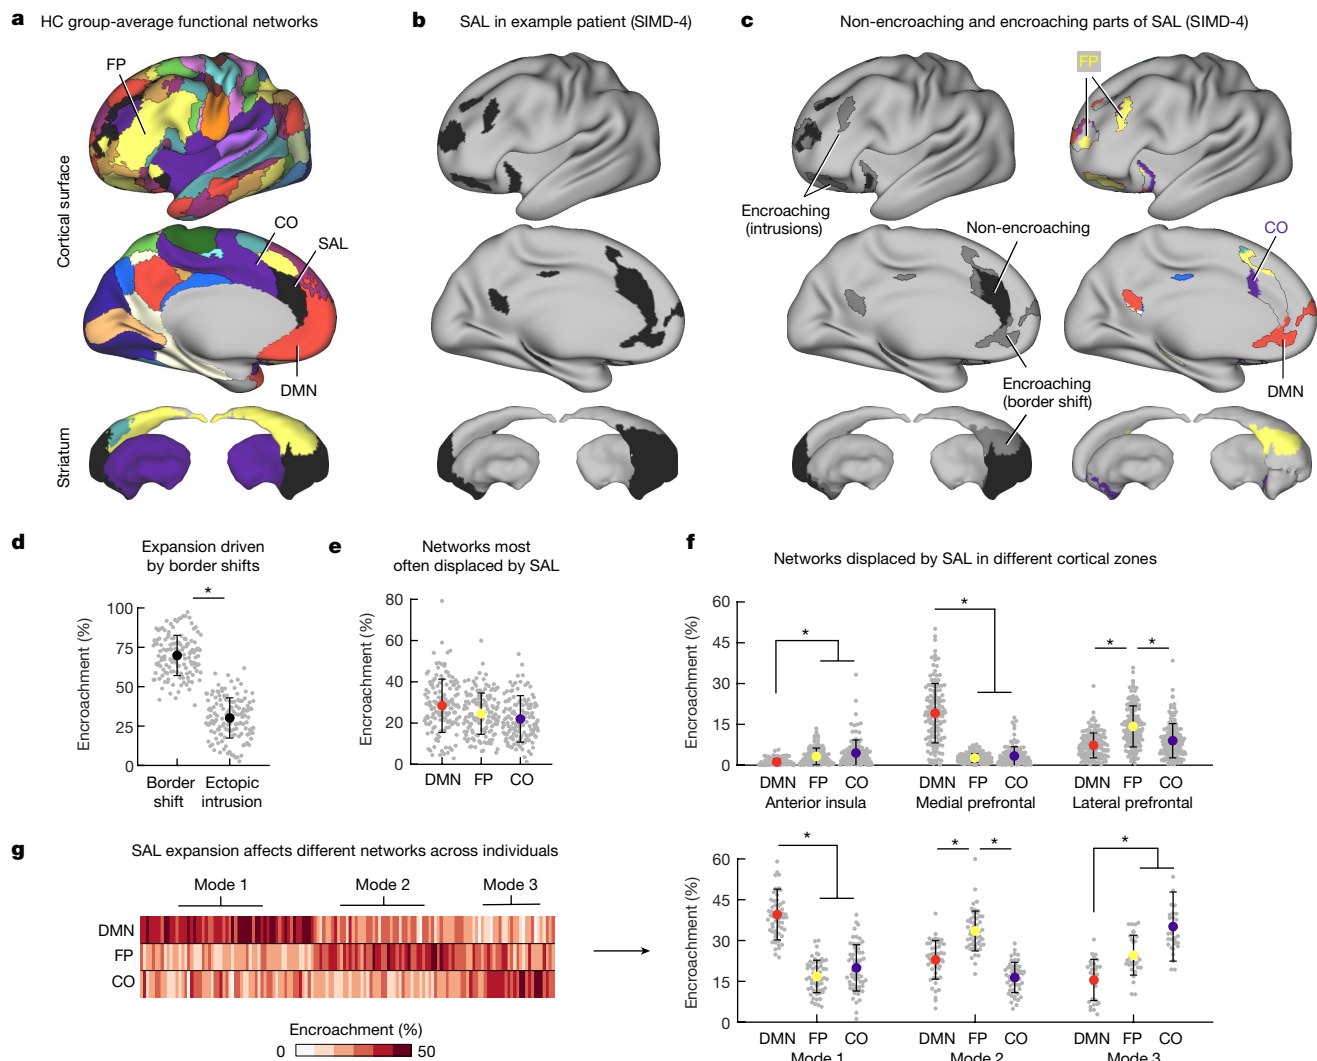 a HC group-average functional networks
FP
Cortical surface
CO
SAL
DMN
Striatum
b SAL in example patient (SIMD-4)
c Non-encroaching and encroaching parts of SAL (SIMD-4)
FP
Encroaching
(intrusions)
Non-encroaching
CO
Encroaching
(border shift)
DMN
d Expansion driven
by border shifts
*
Encroachment (%)
100
75
50
25
0
Border
shift
Ectopic
intrusion
e Networks most
often displaced by SAL
Encroachment (%)
80
60
40
20
0
DMN FP CO
f Networks displaced by SAL in different cortical zones
Encroachment (%)
60
45
30
15
0
* * * *
DMN FP CO DMN FP CO DMN FP CO
Anterior insula Medial prefrontal Lateral prefrontal
g SAL expansion affects different networks across individuals
Mode 1 Mode 2 Mode 3
DMN
FP
CO
Encroachment (%)
0 50
Encroachment (%)
60
45
30
15
0
* * * *
DMN FP CO DMN FP CO DMN FP CO
Mode 1 Mode 2 Mode 3